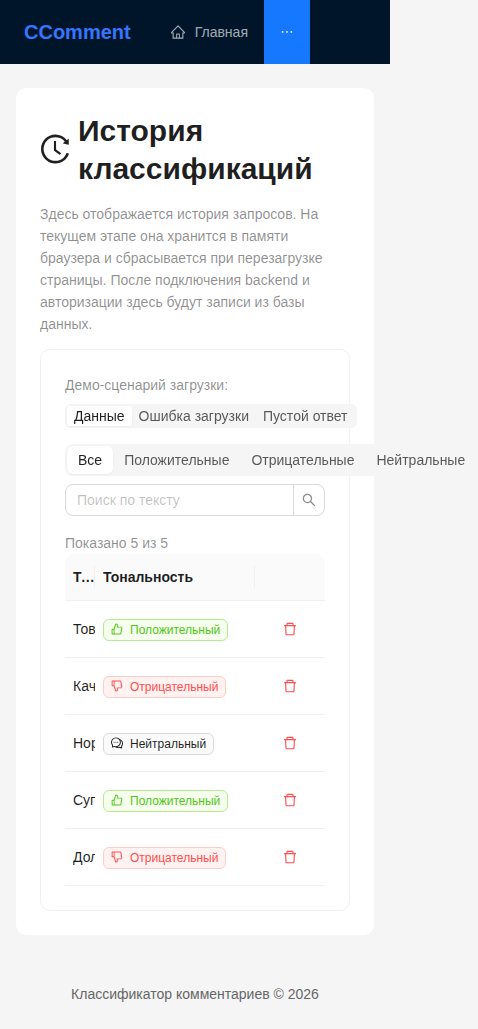 CComment
Главная
···
История
классификаций
Здесь отображается история запросов. На
текущем этапе она хранится в памяти
браузера и сбрасывается при перезагрузке
страницы. После подключения backend и
авторизации здесь будут записи из базы
данных.
Демо-сценарий загрузки:
Данные Ошибка загрузки Пустой ответ
Все Положительные Отрицательные Нейтральные
Поиск по тексту
Показано 5 из 5
Т... Тональность
Тов Положительный
Кач Отрицательный
Нор Нейтральный
Суп Положительный
Дол Отрицательный
Классификатор комментариев © 2026